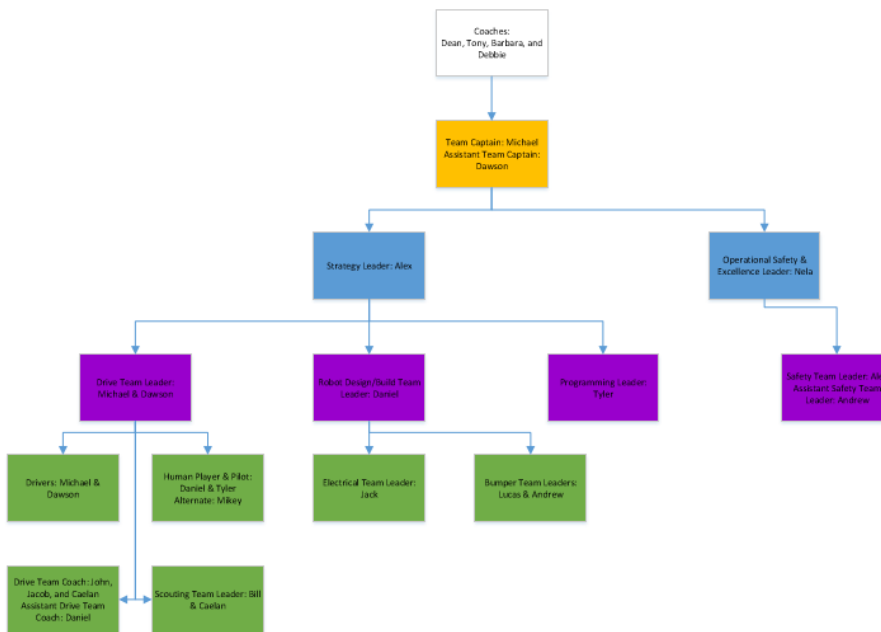 Coaches:
Dean, Tony, Barbara, and
Debbie
Team Captain: Michael
Assistant Team Captain:
Dawson
Strategy Leader: Alex
Operational Safety &
Excellence Leader: Nela
Drive Team Leader:
Michael & Dawson
Robot Design/Build Team
Leader: Daniel
Programming Leader:
Tyler
Safety Team Leader:
Assistant Safety Team
Leader: Andrew
Drivers: Michael &
Dawson
Human Player & Pilot:
Daniel & Tyler
Alternate: Mikey
Electrical Team Leader:
Jack
Bumper Team Leaders:
Lucas & Andrew
Drive Team Coach: John,
Jacob, and Caelan
Assistant Drive Team
Coach: Daniel
Scouting Team Leader: Bill
& Caelan